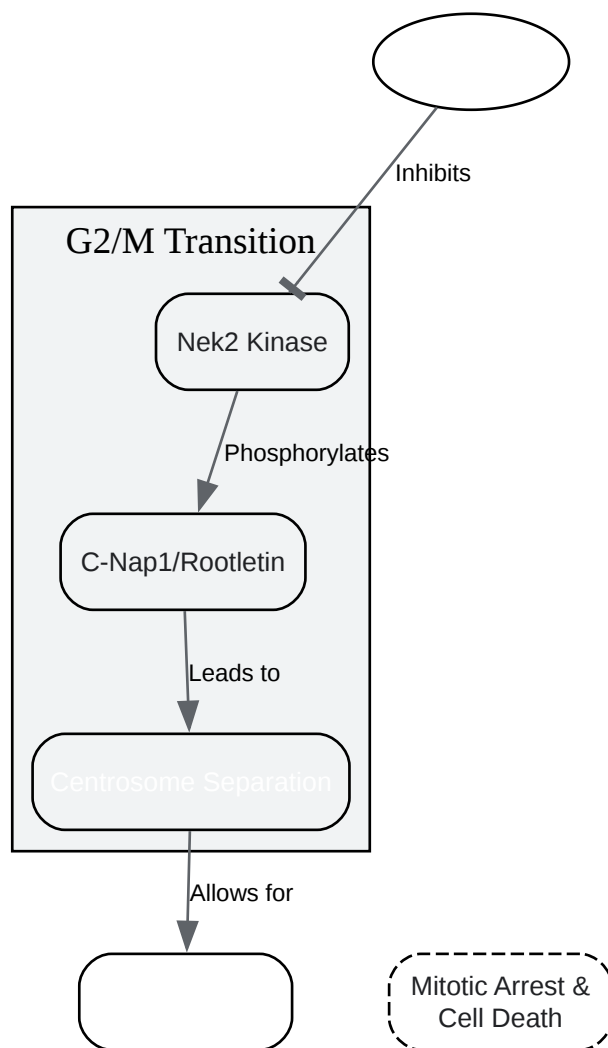 Inhibits
G2/M Transition
Nek2 Kinase
Phosphorylates
C-Nap1/Rootletin
Leads to
Centrosome Separation
Allows for
Mitotic Arrest &
Cell Death